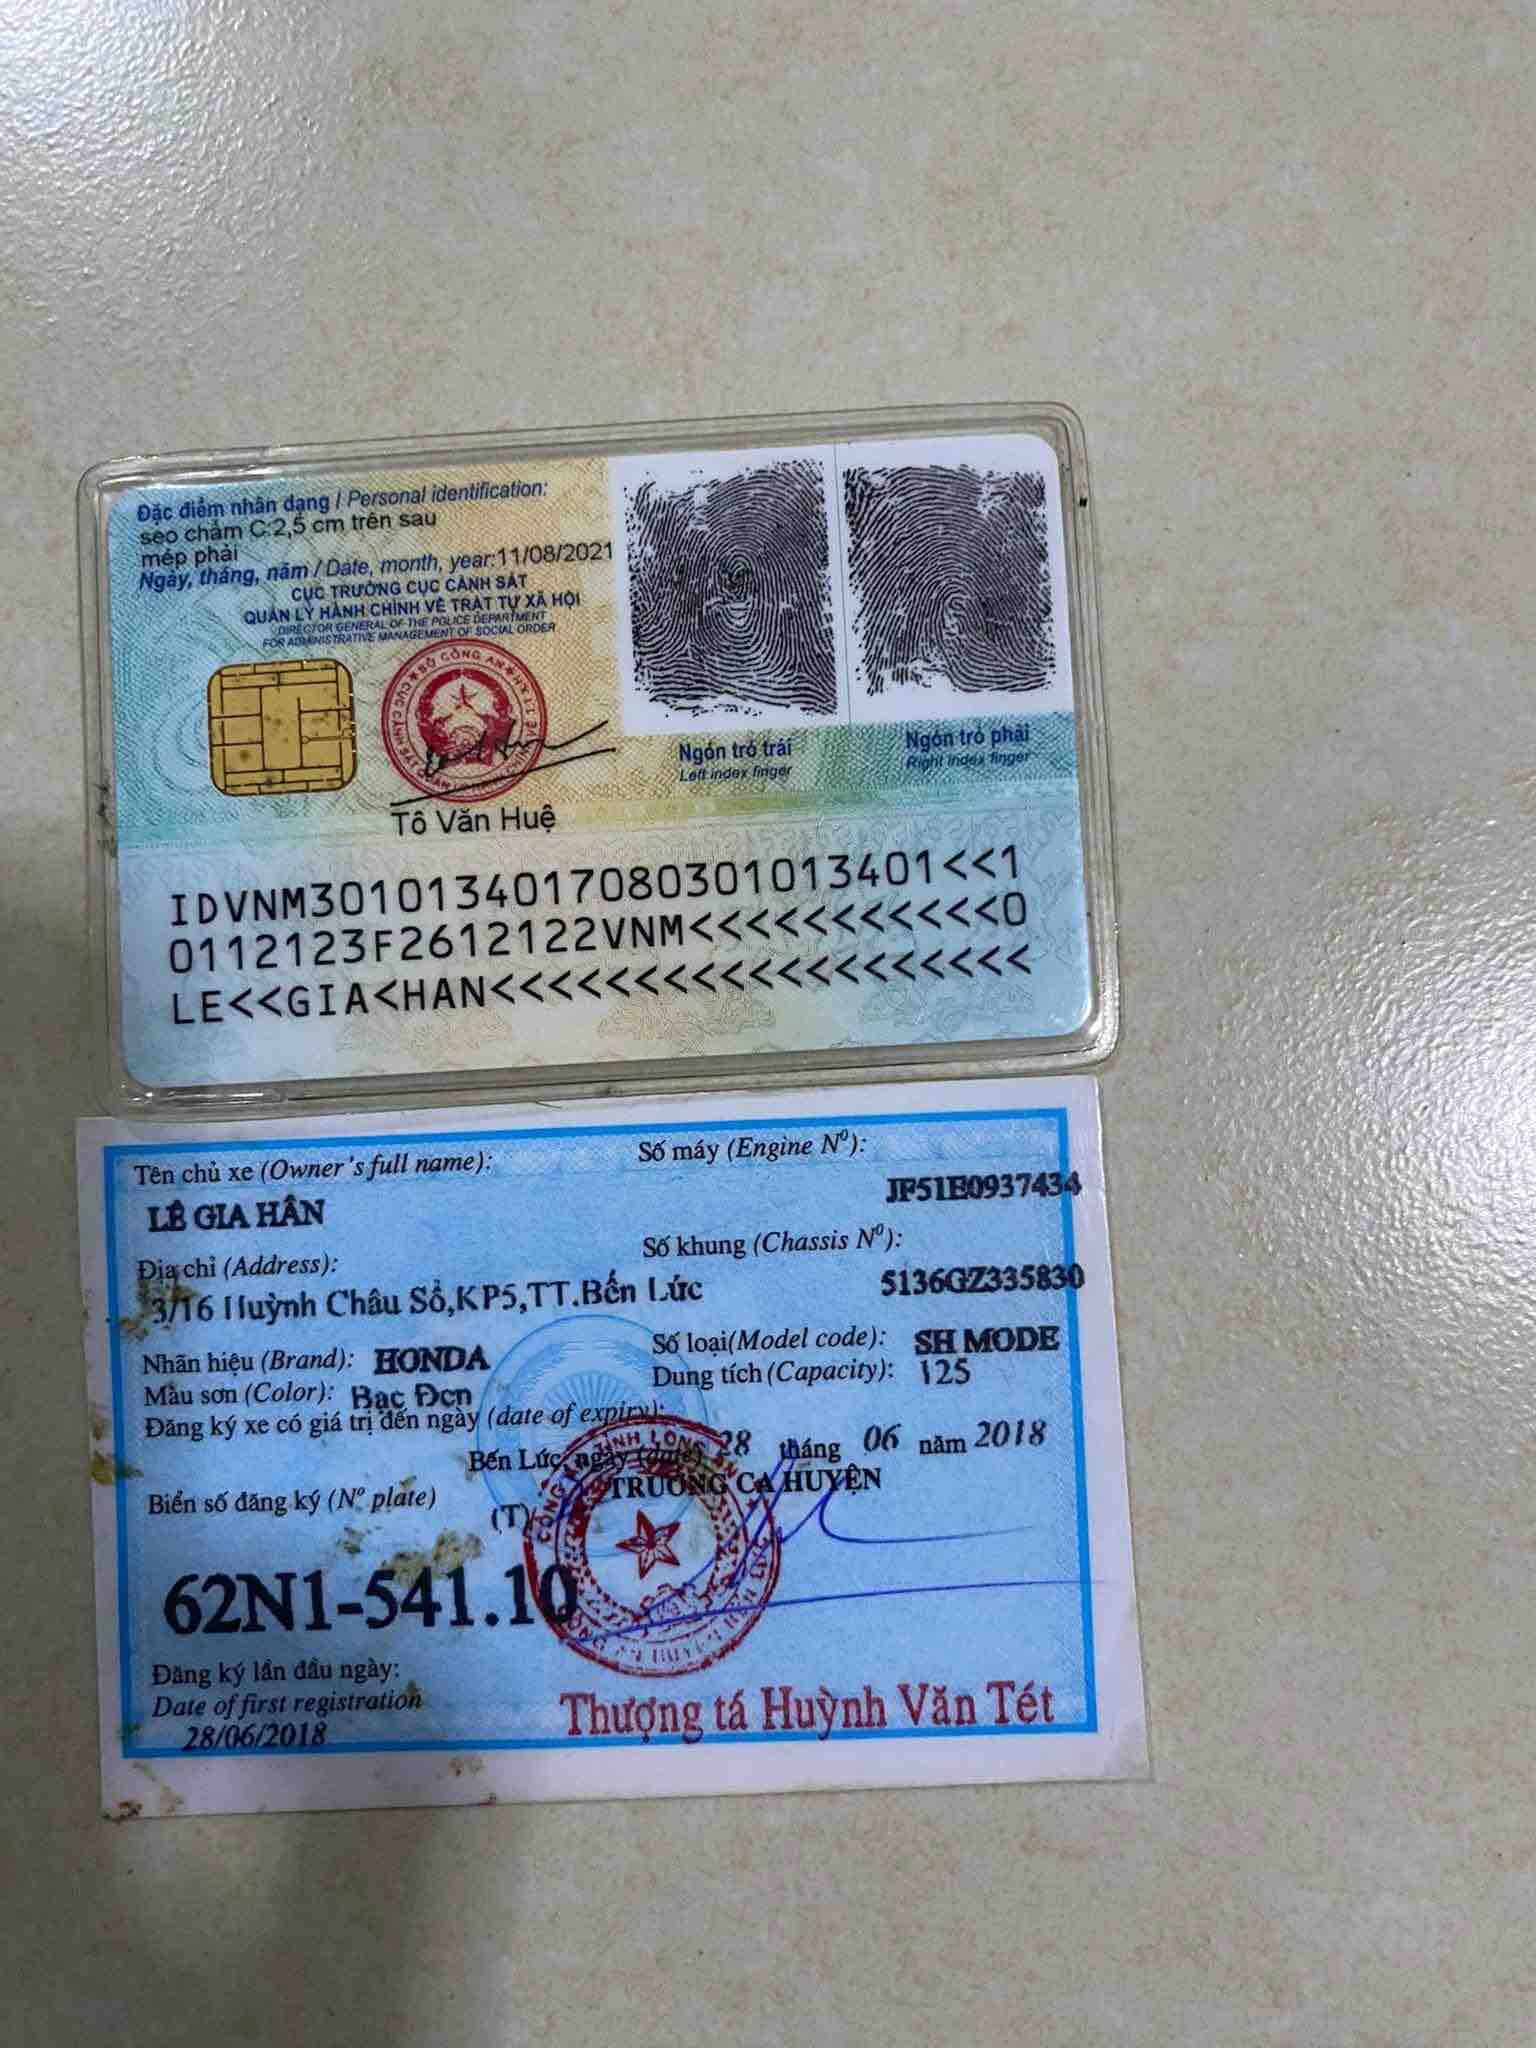 Đặc điểm nhân dạng / Personal identification:
sẹo chấm C:2,5 cm trên sau
mép phải
Ngày, tháng, năm / Date, month, year:11/08/2021
CỤC TRƯỞNG CỤC CẢNH SÁT
QUẢN LÝ HÀNH CHÍNH VỀ TRẬT TỰ XÃ HỘI
DIRECTOR GENERAL OF THE POLICE DEPARTMENT
FOR ADMINISTRATIVE MANAGEMENT OF SOCIAL ORDER
BỘ CÔNG AN
Tô Văn Huệ
Ngón trỏ trái
Left index finger
Ngón trỏ phải
Right index finger
IDVNM3010134017080301013401<<1
0112123F2612122VNM<<<<<<<<<<<0
LE<<GIA<HAN<<<<<<<<<<<<<<<<<<<
Tên chủ xe (Owner's full name):
LÊ GIA HÂN
Số máy (Engine Nº):
JF51E0937434
Địa chỉ (Address):
3/16 Huỳnh Châu Sổ,KP5,TT.Bến Lức
Số khung (Chassis Nº):
5136GZ335830
Nhãn hiệu (Brand): HONDA
Số loại(Model code): SH MODE
Màu sơn (Color): Bạc Đen
Dung tích (Capacity): 125
Đăng ký xe có giá trị đến ngày (date of expiry):
Bến Lức, ngày (date) 28 tháng 06 năm 2018
TRƯỞNG CA HUYỆN
Biển số đăng ký (Nº plate)
(T)
62N1-541.10
Đăng ký lần đầu ngày:
Date of first registration
28/06/2018
Thượng tá Huỳnh Văn Tét